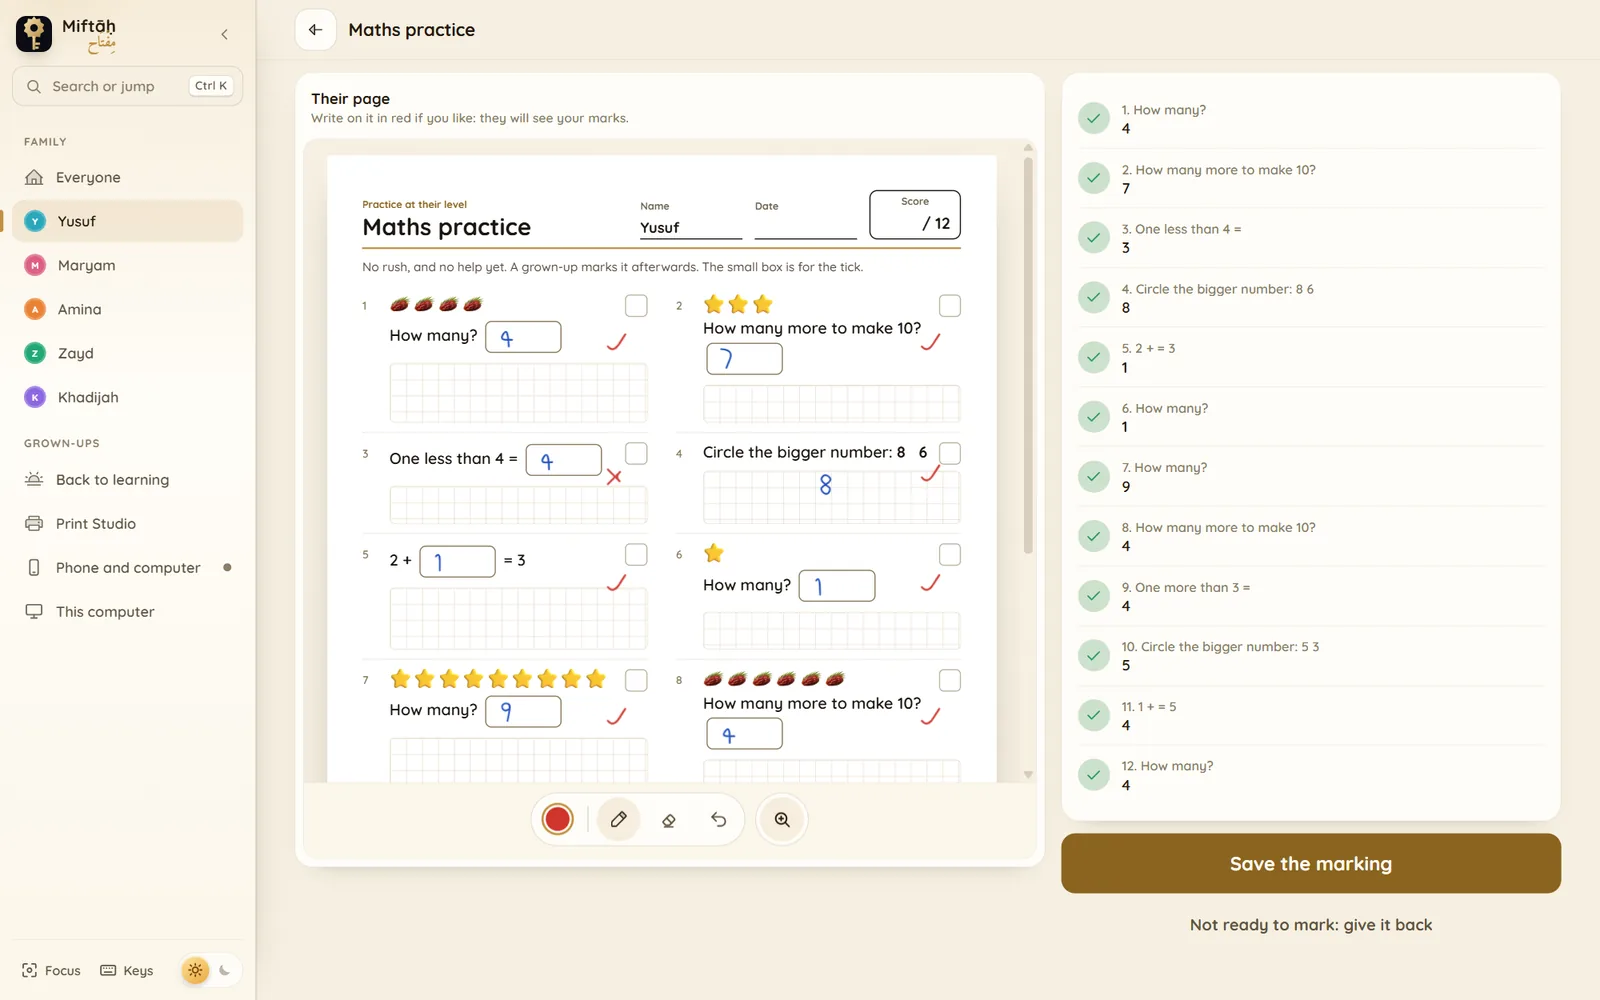 Miftāḥ
مِفتاح
Search or jump
Ctrl K
FAMILY
Everyone
Y
Yusuf
M
Maryam
A
Amina
Z
Zayd
K
Khadijah
GROWN-UPS
Back to learning
Print Studio
Phone and computer
This computer
Focus
Keys
Maths practice
Their page
Write on it in red if you like: they will see your marks.
Practice at their level
Maths practice
Name
Yusuf
Date
Score
/ 12
No rush, and no help yet. A grown-up marks it afterwards. The small box is for the tick.
1
How many? 4
2
How many more to make 10?
7
3 One less than 4 = 4
4 Circle the bigger number: 8 6
8
5 2 + 1 = 3
6
How many? 1
7
How many? 9
8
How many more to make 10?
4
1. How many?
4
2. How many more to make 10?
7
3. One less than 4 =
3
4. Circle the bigger number: 8 6
8
5. 2 + = 3
1
6. How many?
1
7. How many?
9
8. How many more to make 10?
4
9. One more than 3 =
4
10. Circle the bigger number: 5 3
5
11. 1 + = 5
4
12. How many?
4
Save the marking
Not ready to mark: give it back